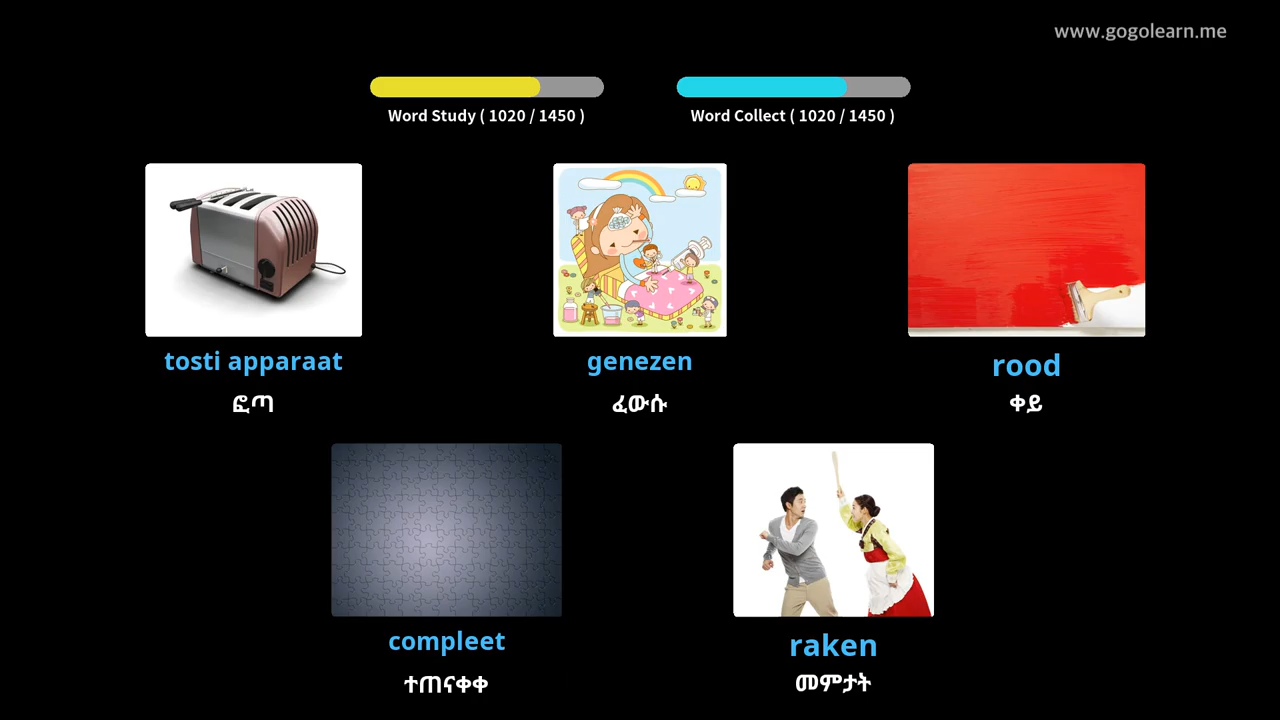 www.gogolearn.me
Word Study ( 1020 / 1450 )
Word Collect ( 1020 / 1450 )
tosti apparaat
ፎጣ
genezen
ፈውሱ
rood
ቀይ
compleet
ተጠናቀቀ
raken
መምታት